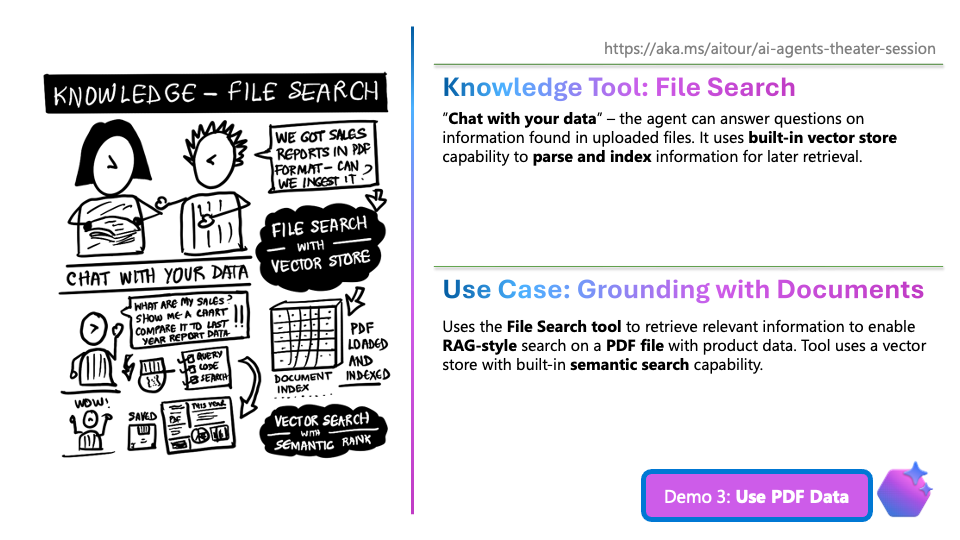 https://aka.ms/aitour/ai-agents-theater-session
KNOWLEDGE – FILE SEARCH
WE GOT SALES
REPORTS IN PDF
FORMAT – CAN
WE INGEST IT?
FILE SEARCH
WITH
VECTOR STORE
CHAT WITH YOUR DATA
WHAT ARE MY SALES?
SHOW ME A CHART
COMPARE IT TO LAST
YEAR REPORT DATA
!!
QUERY
CODE
SEARCH
PDF
LOADED
AND
INDEXED
DOCUMENT
INDEX
WOW!
SAVED
THIS YEAR
PDF
VECTOR SEARCH
WITH
SEMANTIC RANK
Knowledge Tool: File Search
"Chat with your data" – the agent can answer questions on
information found in uploaded files. It uses built-in vector store
capability to parse and index information for later retrieval.
Use Case: Grounding with Documents
Uses the File Search tool to retrieve relevant information to enable
RAG-style search on a PDF file with product data. Tool uses a vector
store with built-in semantic search capability.
Demo 3: Use PDF Data